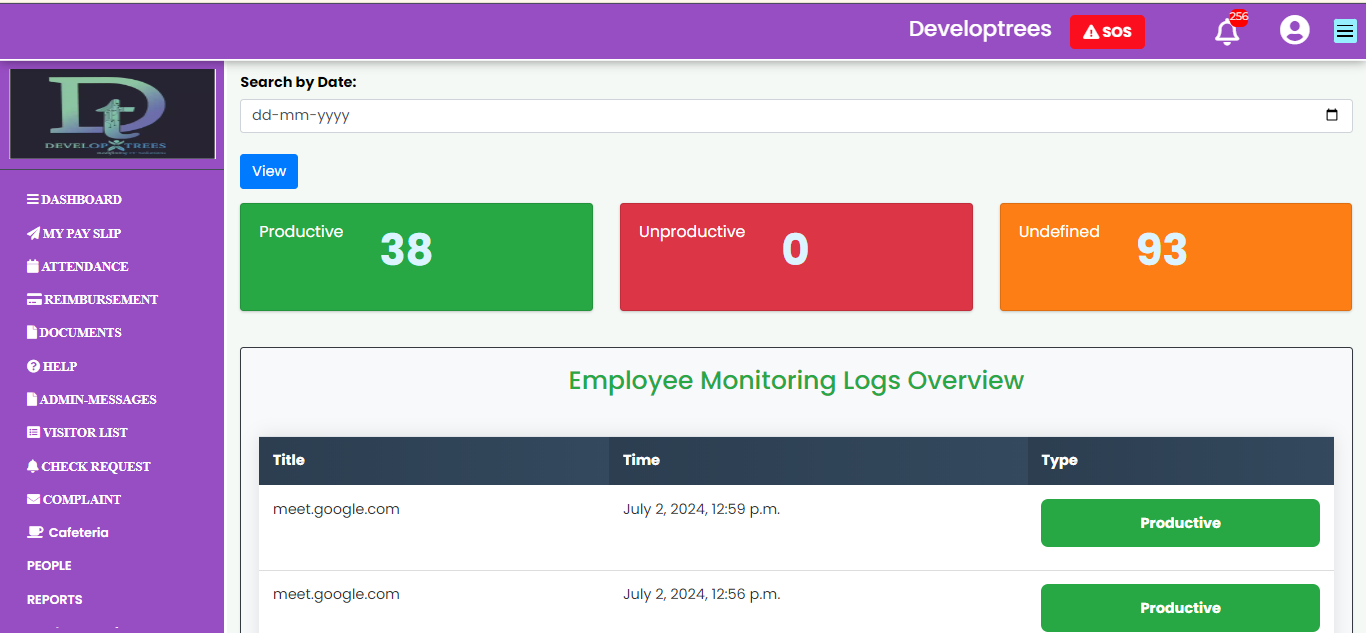 Developtrees
SOS
256
DEVELOP TREES
Search by Date:
dd-mm-yyyy
View
Productive 38
Unproductive 0
Undefined 93
DASHBOARD
MY PAY SLIP
ATTENDANCE
REIMBURSEMENT
DOCUMENTS
HELP
ADMIN-MESSAGES
VISITOR LIST
CHECK REQUEST
COMPLAINT
Cafeteria
PEOPLE
REPORTS
Employee Monitoring Logs Overview
Title Time Type
meet.google.com July 2, 2024, 12:59 p.m. Productive
meet.google.com July 2, 2024, 12:56 p.m. Productive